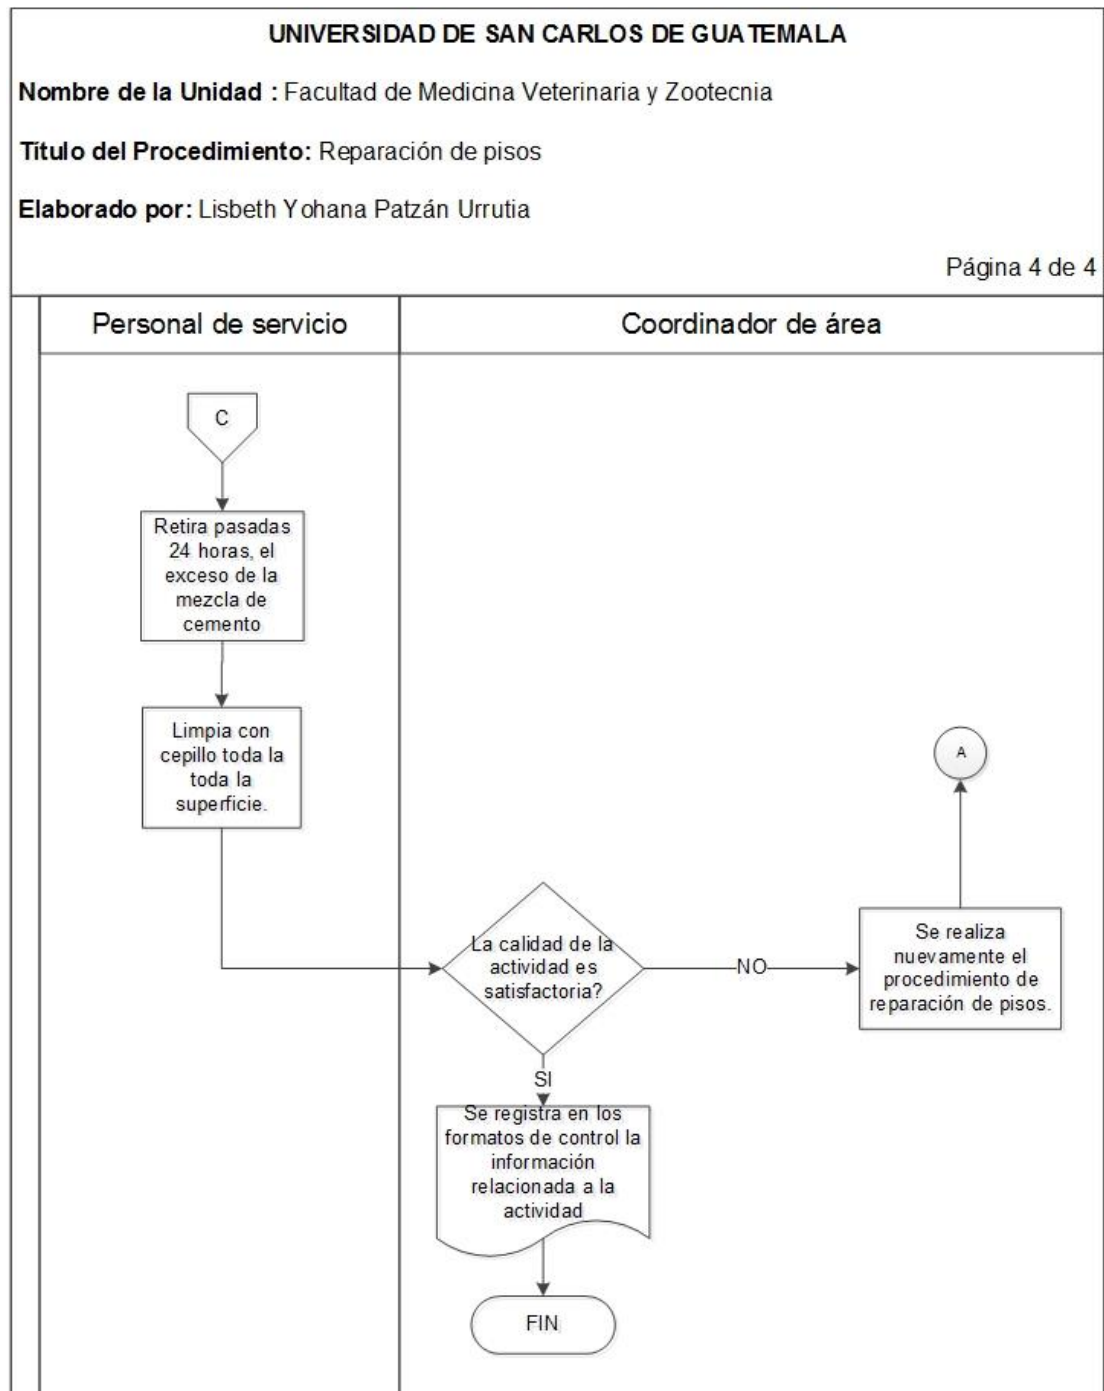 UNIVERSIDAD DE SAN CARLOS DE GUATEMALA
Nombre de la Unidad : Facultad de Medicina Veterinaria y Zootecnia
Título del Procedimiento: Reparación de pisos
Elaborado por: Lisbeth Yohana Patzán Urrutia
Página 4 de 4
Personal de servicio
Coordinador de área
C
Retira pasadas
24 horas, el
exceso de la
mezcla de
cemento
Limpia con
cepillo toda la
toda la
superficie.
A
La calidad de la
actividad es
satisfactoria?
NO
Se realiza
nuevamente el
procedimiento de
reparación de pisos.
SI
Se registra en los
formatos de control la
información
relacionada a la
actividad
FIN